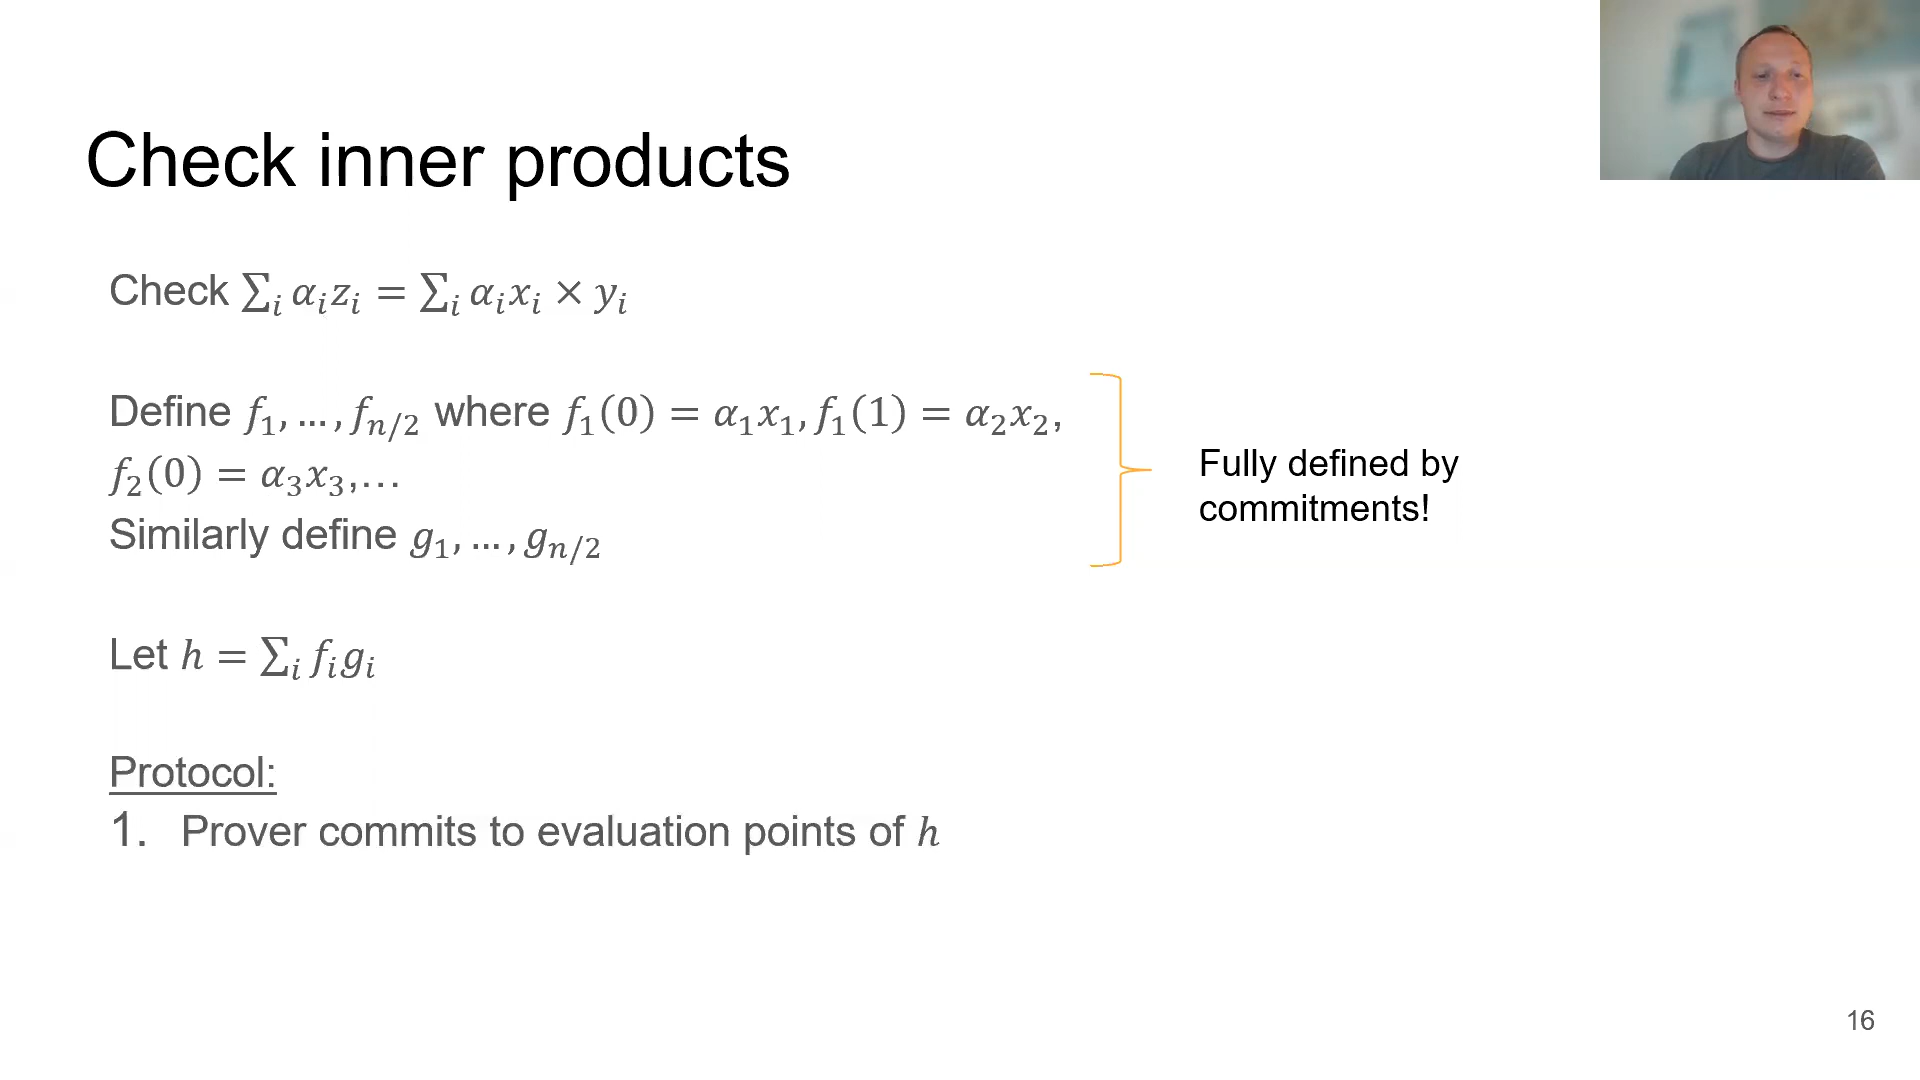 Check inner products
Check ∑ᵢ αᵢzᵢ = ∑ᵢ αᵢxᵢ × yᵢ
Define f₁, … , fₙ/₂ where f₁(0) = α₁x₁, f₁(1) = α₂x₂,
f₂(0) = α₃x₃,…
Similarly define g₁, … , gₙ/₂
Fully defined by
commitments!
Let h = ∑ᵢ fᵢgᵢ
Protocol:
1. Prover commits to evaluation points of h
16